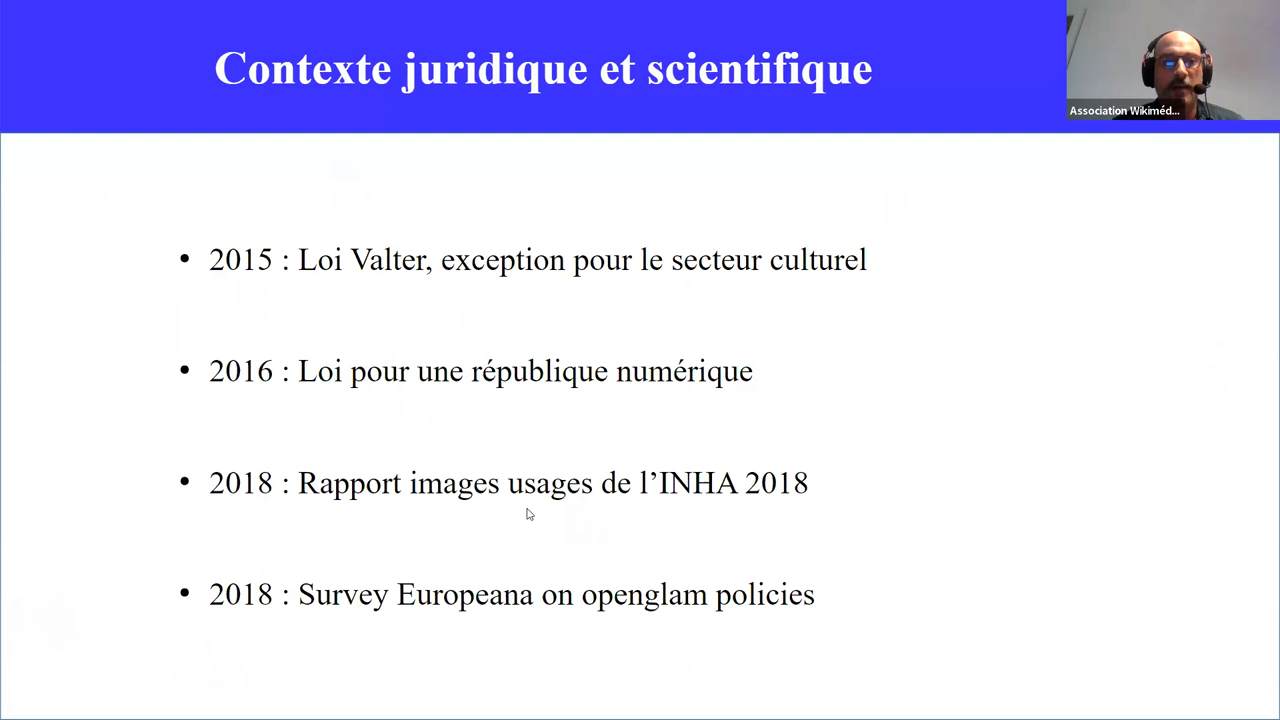 Contexte juridique et scientifique
Association Wikiméd...
• 2015 : Loi Valter, exception pour le secteur culturel
• 2016 : Loi pour une république numérique
• 2018 : Rapport images usages de l’INHA 2018
• 2018 : Survey Europeana on openglam policies